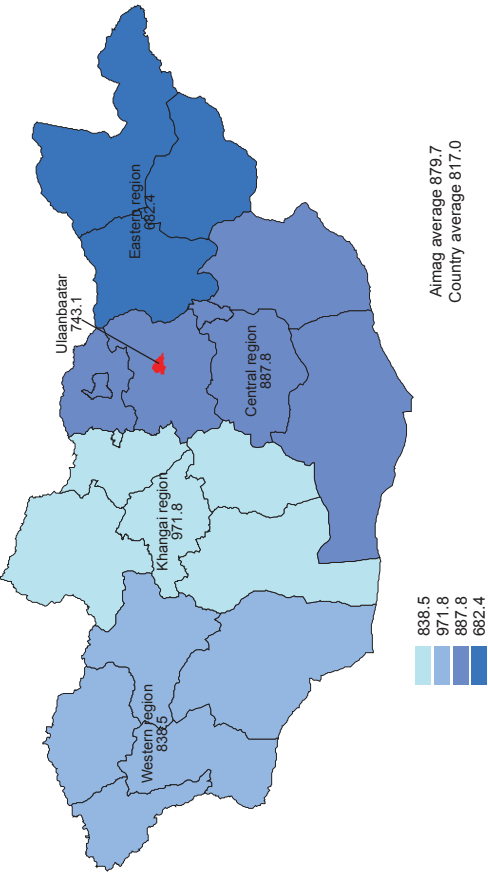 Western region
838.5
Khangai region
971.8
Ulaanbaatar
743.1
Central region
887.8
Eastern region
682.4
838.5
971.8
887.8
682.4
Aimag average 879.7
Country average 817.0